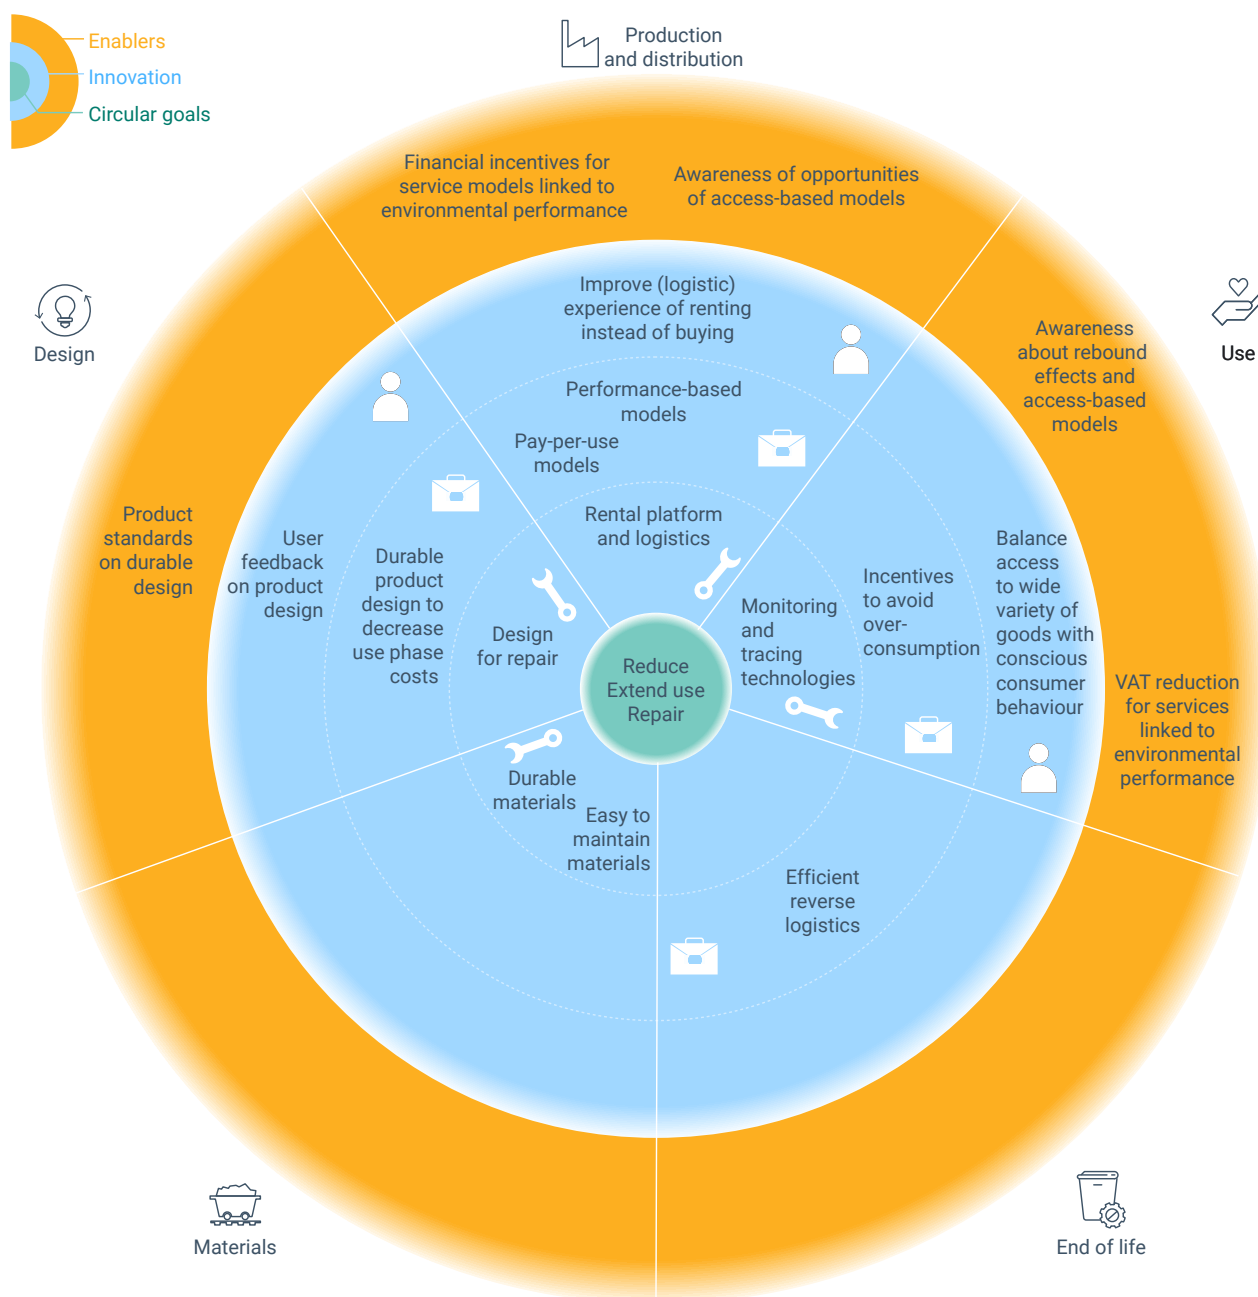 Enablers
Innovation
Circular goals
Production
and distribution
Financial incentives for
service models linked to
environmental performance
Awareness of opportunities
of access-based models
Design
Use
Improve (logistic)
experience of renting
instead of buying
Performance-based
models
Pay-per-use
models
Rental platform
and logistics
Awareness
about rebound
effects and
access-based
models
Product
standards
on durable
design
User
feedback
on product
design
Durable
product
design to
decrease
use phase
costs
Design
for repair
Reduce
Extend use
Repair
Monitoring
and
tracing
technologies
Incentives
to avoid
over-
consumption
Balance
access
to wide
variety of
goods with
conscious
consumer
behaviour
VAT reduction
for services
linked to
environmental
performance
Durable
materials
Easy to
maintain
materials
Efficient
reverse
logistics
Materials
End of life